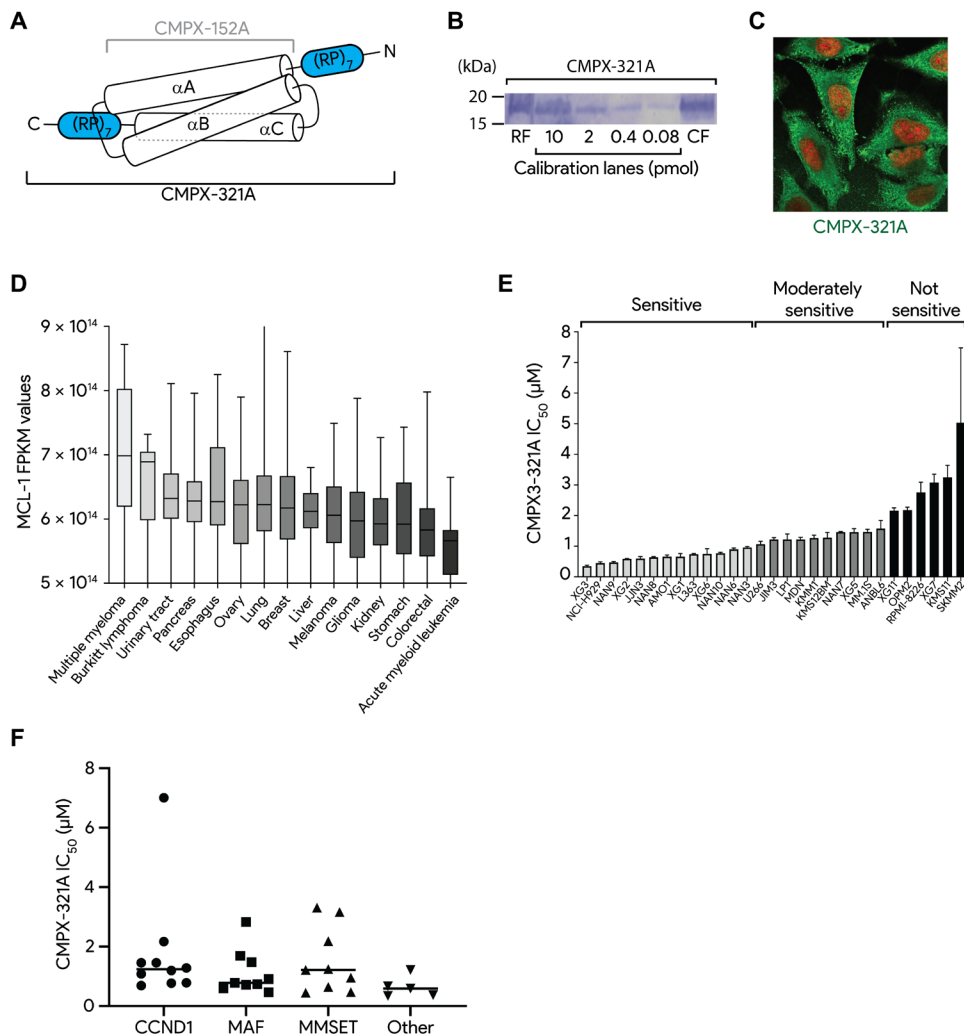 A
CMPX-152A
(RP)7
N
αA
C
(RP)7
αB
αC
CMPX-321A
B
(kDa)
CMPX-321A
20
15
RF 10 2 0.4 0.08 CF
Calibration lanes (pmol)
C
CMPX-321A
D
MCL-1 FPKM values
9 × 10^14
8 × 10^14
7 × 10^14
6 × 10^14
5 × 10^14
Multiple myeloma
Burkitt lymphoma
Urinary tract
Pancreas
Esophagus
Ovary
Lung
Breast
Liver
Melanoma
Glioma
Kidney
Stomach
Colorectal
Acute myeloid leukemia
E
Sensitive
Moderately
sensitive
Not
sensitive
CMPX3-321A IC50 (μM)
8
7
6
5
4
3
2
1
0
XG3
NCI-H929
NAN9
XG2
JJN3
NAN8
AMO1
XG1
L363
XG6
NAN10
NAN6
NAN3
U266
JIM3
LP1
MDN
KMM1
KMS12BM
NAN7
XG5
MM1S
ANBL6
XG11
OPM2
RPMI-8226
XG7
KMS11
SKMM2
F
CMPX-321A IC50 (μM)
8
6
4
2
0
CCND1 MAF MMSET Other